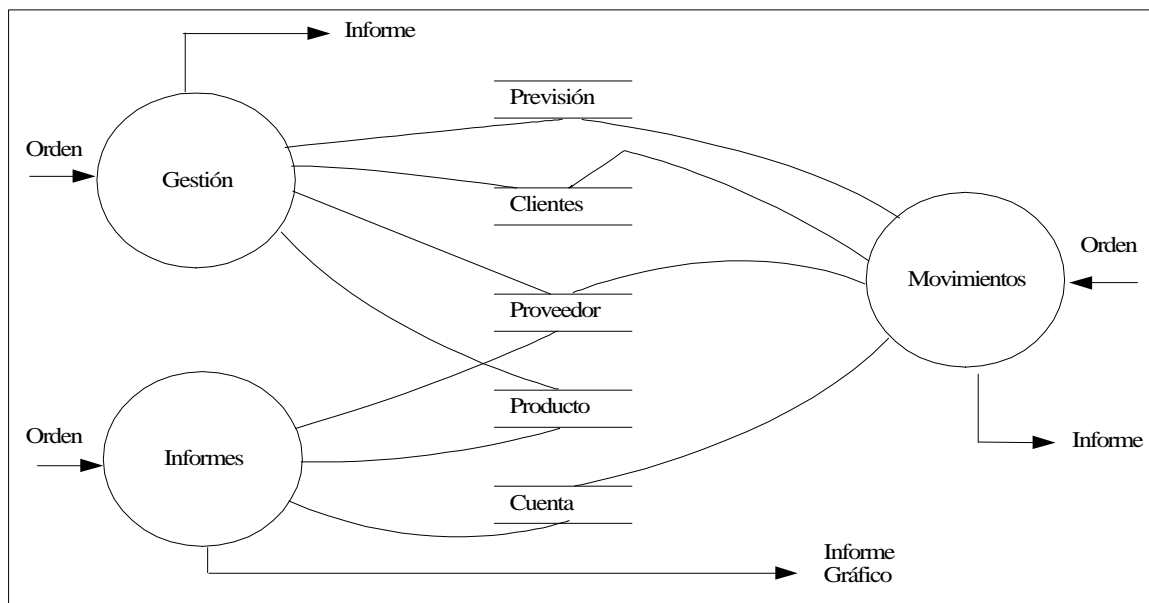 Informe
Previsión
Orden
Gestión
Clientes
Orden
Movimientos
Proveedor
Producto
Orden
Informe
Informes
Cuenta
Informe
Gráfico